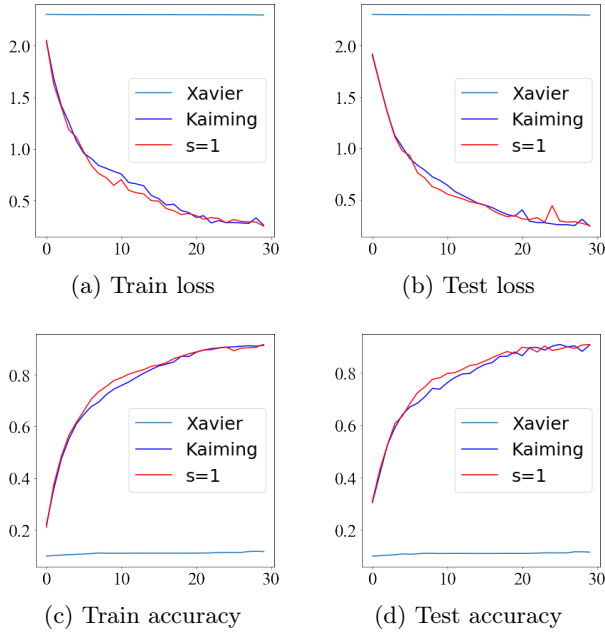 2.0
1.5
1.0
0.5
0 10 20 30
Xavier
Kaiming
s=1
(a) Train loss
2.0
1.5
1.0
0.5
0 10 20 30
Xavier
Kaiming
s=1
(b) Test loss
0.8
0.6
0.4
0.2
0 10 20 30
Xavier
Kaiming
s=1
(c) Train accuracy
0.8
0.6
0.4
0.2
0 10 20 30
Xavier
Kaiming
s=1
(d) Test accuracy